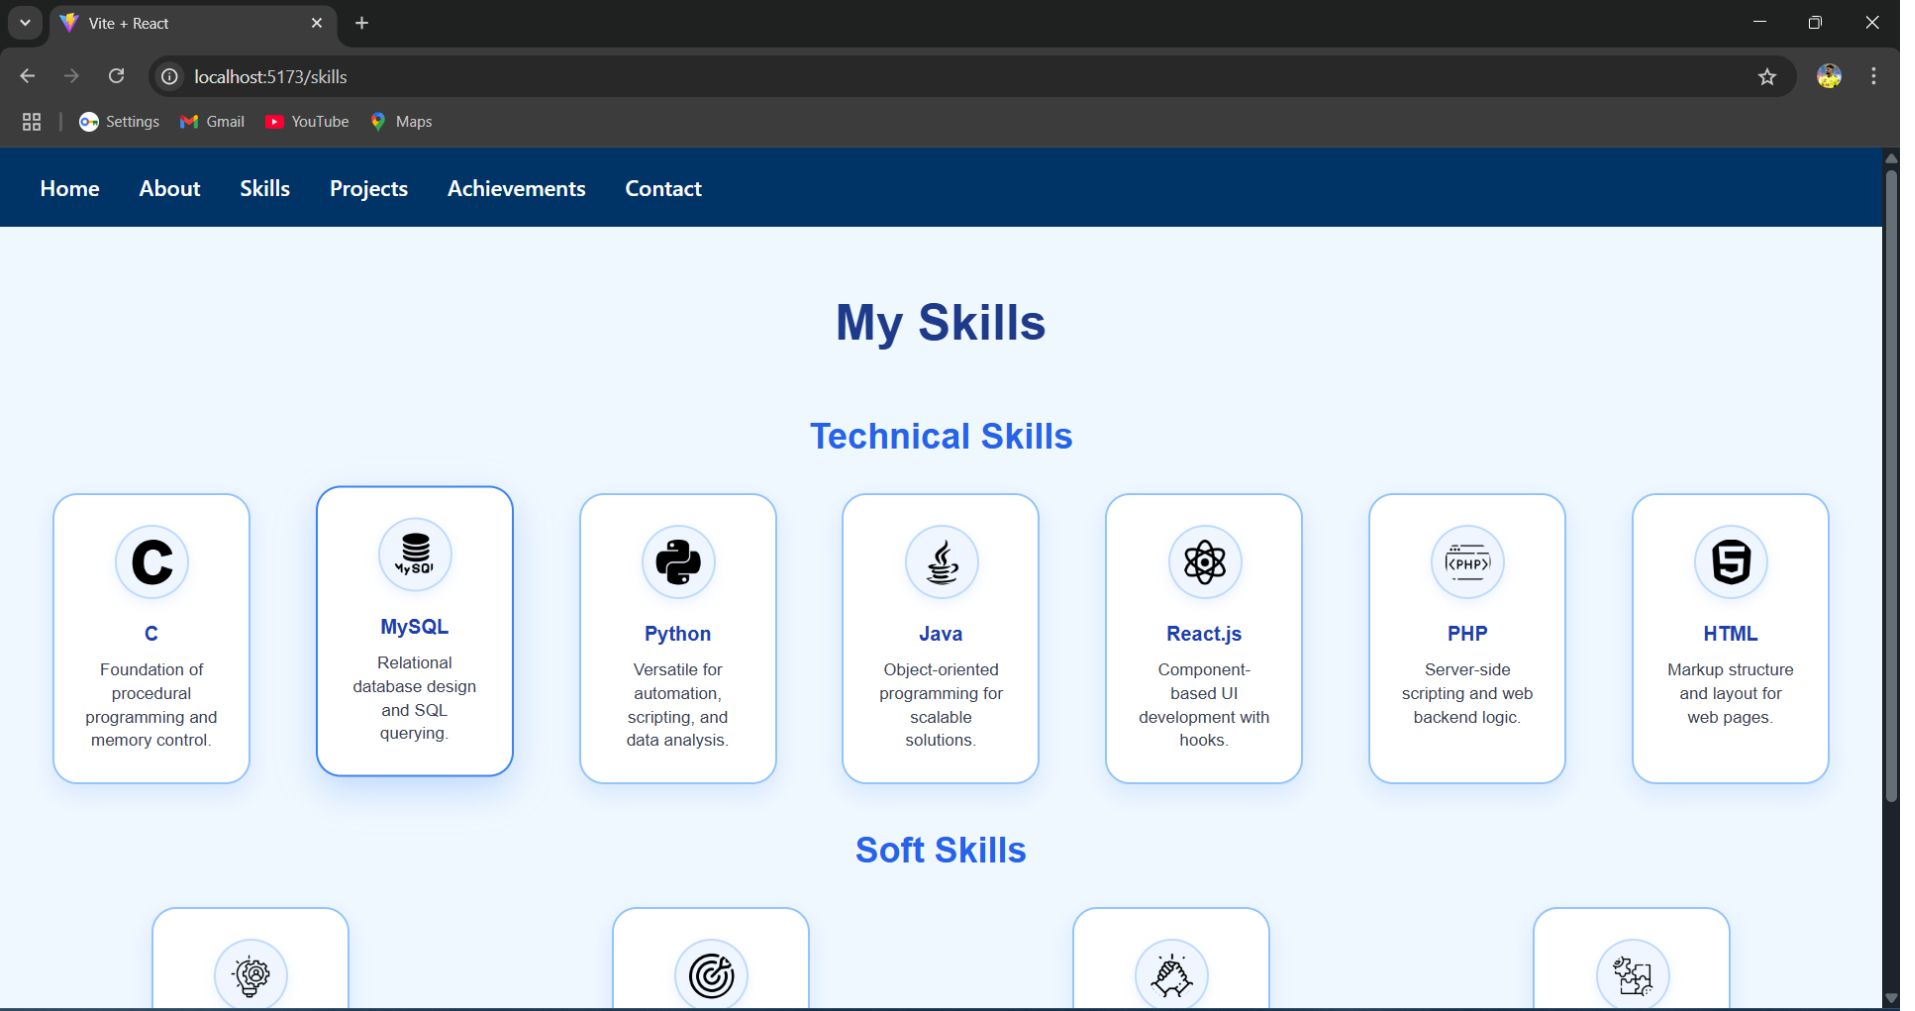 Vite + React
localhost:5173/skills
Settings Gmail YouTube Maps
Home About Skills Projects Achievements Contact
My Skills
Technical Skills
C
C
Foundation of
procedural
programming and
memory control.
MySQL
MySQL
Relational
database design
and SQL
querying.
Python
Versatile for
automation,
scripting, and
data analysis.
Java
Object-oriented
programming for
scalable
solutions.
React.js
Component-
based UI
development with
hooks.
<PHP>
PHP
Server-side
scripting and web
backend logic.
5
HTML
Markup structure
and layout for
web pages.
Soft Skills